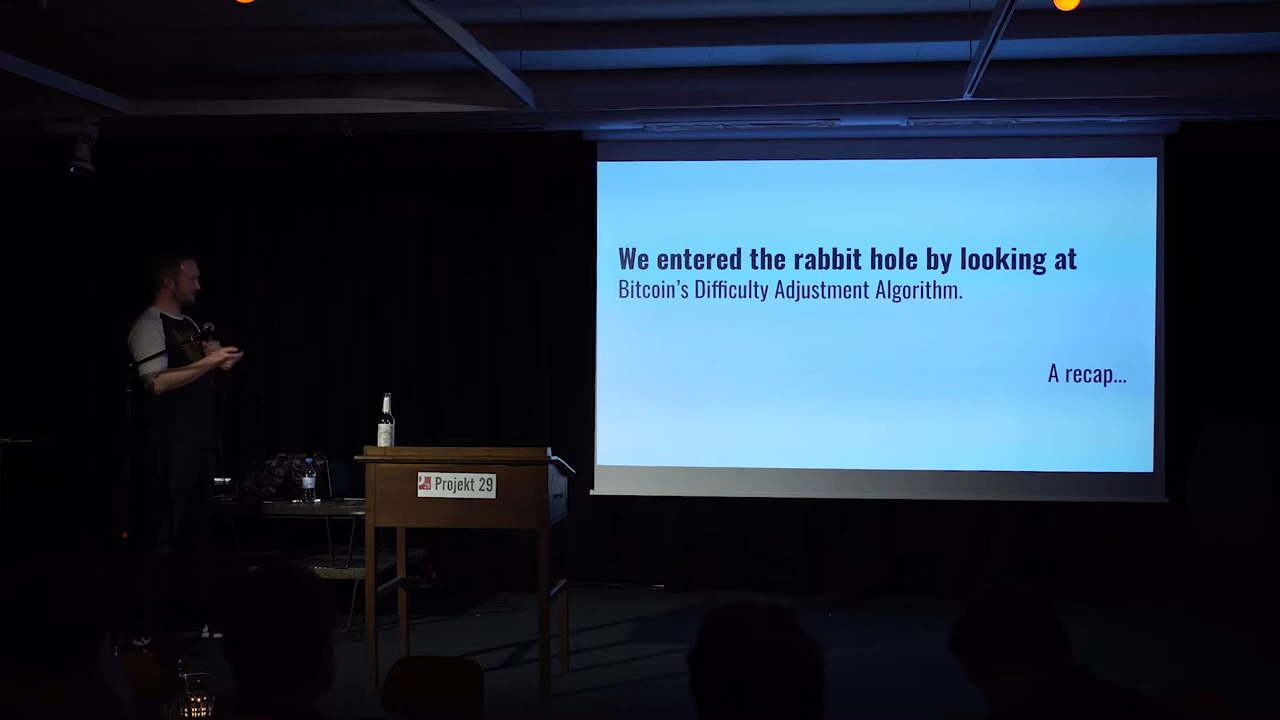 We entered the rabbit hole by looking at
Bitcoin's Difficulty Adjustment Algorithm.
A recap...
Projekt 29